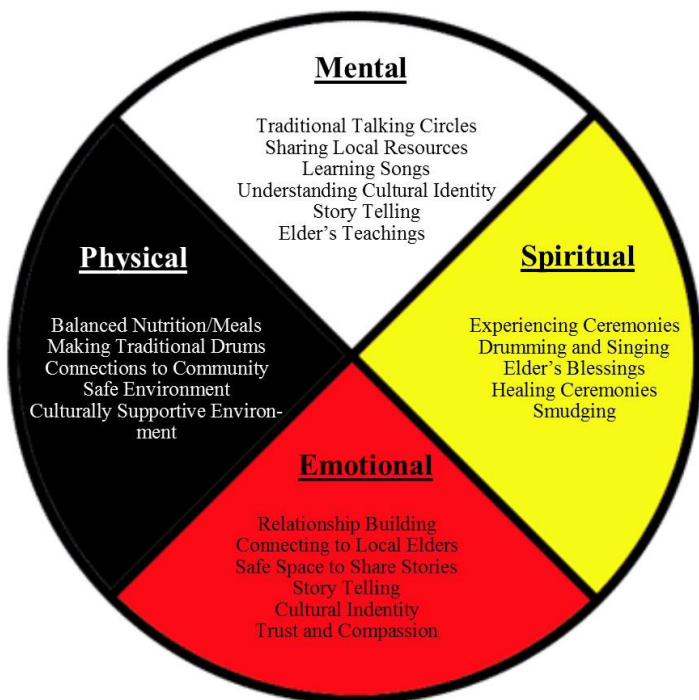 Mental
Traditional Talking Circles
Sharing Local Resources
Learning Songs
Understanding Cultural Identity
Story Telling
Elder's Teachings
Physical
Balanced Nutrition/Meals
Making Traditional Drums
Connections to Community
Safe Environment
Culturally Supportive Environ-
ment
Spiritual
Experiencing Ceremonies
Drumming and Singing
Elder's Blessings
Healing Ceremonies
Smudging
Emotional
Relationship Building
Connecting to Local Elders
Safe Space to Share Stories
Story Telling
Cultural Indentity
Trust and Compassion